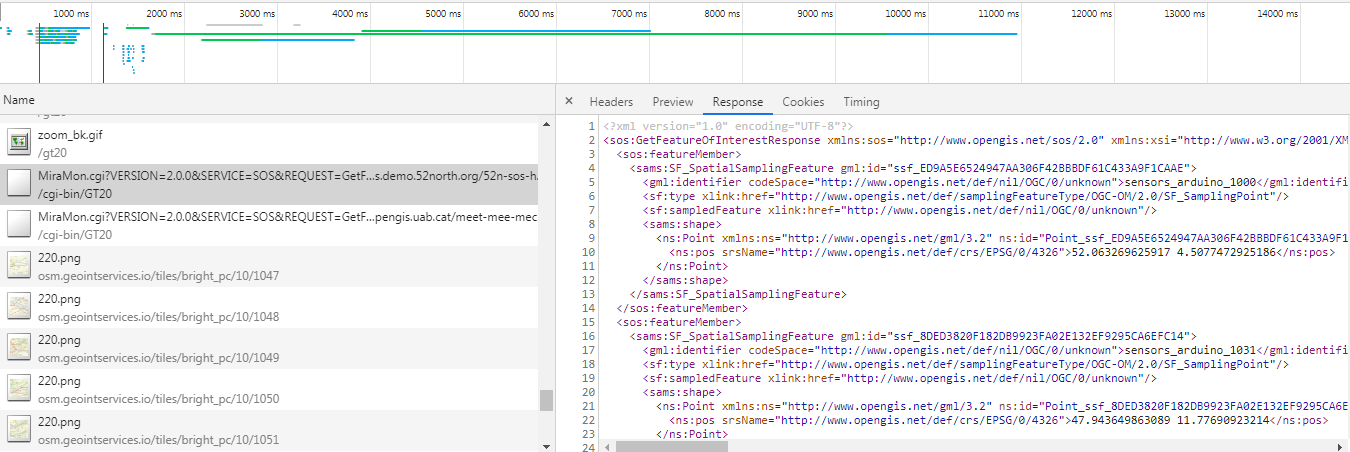 1000 ms 2000 ms 3000 ms 4000 ms 5000 ms 6000 ms 7000 ms 8000 ms 9000 ms 10000 ms 11000 ms 12000 ms 13000 ms 14000 ms
Name
/gt20
zoom_bk.gif
/gt20
MiraMon.cgi?VERSION=2.0.0&SERVICE=SOS&REQUEST=GetF…s.demo.52north.org/52n-sos-h
/cgi-bin/GT20
MiraMon.cgi?VERSION=2.0.0&SERVICE=SOS&REQUEST=GetF…pengis.uab.cat/meet-mee-mec
/cgi-bin/GT20
220.png
osm.geointservices.io/tiles/bright_pc/10/1047
220.png
osm.geointservices.io/tiles/bright_pc/10/1048
220.png
osm.geointservices.io/tiles/bright_pc/10/1049
220.png
osm.geointservices.io/tiles/bright_pc/10/1050
220.png
osm.geointservices.io/tiles/bright_pc/10/1051
× Headers Preview Response Cookies Timing
1 <?xml version="1.0" encoding="UTF-8"?>
2 <sos:GetFeatureOfInterestResponse xmlns:sos="http://www.opengis.net/sos/2.0" xmlns:xsi="http://www.w3.org/2001/XM
3 <sos:featureMember>
4 <sams:SF_SpatialSamplingFeature gml:id="ssf_ED9A5E6524947AA306F42BBBDF61C433A9F1CAAE">
5 <gml:identifier codeSpace="http://www.opengis.net/def/nil/OGC/0/unknown">sensors_arduino_1000</gml:identifie
6 <sf:type xlink:href="http://www.opengis.net/def/samplingFeatureType/OGC-OM/2.0/SF_SamplingPoint"/>
7 <sf:sampledFeature xlink:href="http://www.opengis.net/def/nil/OGC/0/unknown"/>
8 <sams:shape>
9 <ns:Point xmlns:ns="http://www.opengis.net/gml/3.2" ns:id="Point_ssf_ED9A5E6524947AA306F42BBBDF61C433A9F1
10 <ns:pos srsName="http://www.opengis.net/def/crs/EPSG/0/4326">52.063269625917 4.5077472925186</ns:pos>
11 </ns:Point>
12 </sams:shape>
13 </sams:SF_SpatialSamplingFeature>
14 </sos:featureMember>
15 <sos:featureMember>
16 <sams:SF_SpatialSamplingFeature gml:id="ssf_8DED3820F182DB9923FA02E132EF9295CA6EFC14">
17 <gml:identifier codeSpace="http://www.opengis.net/def/nil/OGC/0/unknown">sensors_arduino_1031</gml:identifie
18 <sf:type xlink:href="http://www.opengis.net/def/samplingFeatureType/OGC-OM/2.0/SF_SamplingPoint"/>
19 <sf:sampledFeature xlink:href="http://www.opengis.net/def/nil/OGC/0/unknown"/>
20 <sams:shape>
21 <ns:Point xmlns:ns="http://www.opengis.net/gml/3.2" ns:id="Point_ssf_8DED3820F182DB9923FA02E132EF9295CA6E
22 <ns:pos srsName="http://www.opengis.net/def/crs/EPSG/0/4326">47.943649863089 11.77690923214</ns:pos>
23 </ns:Point>
24